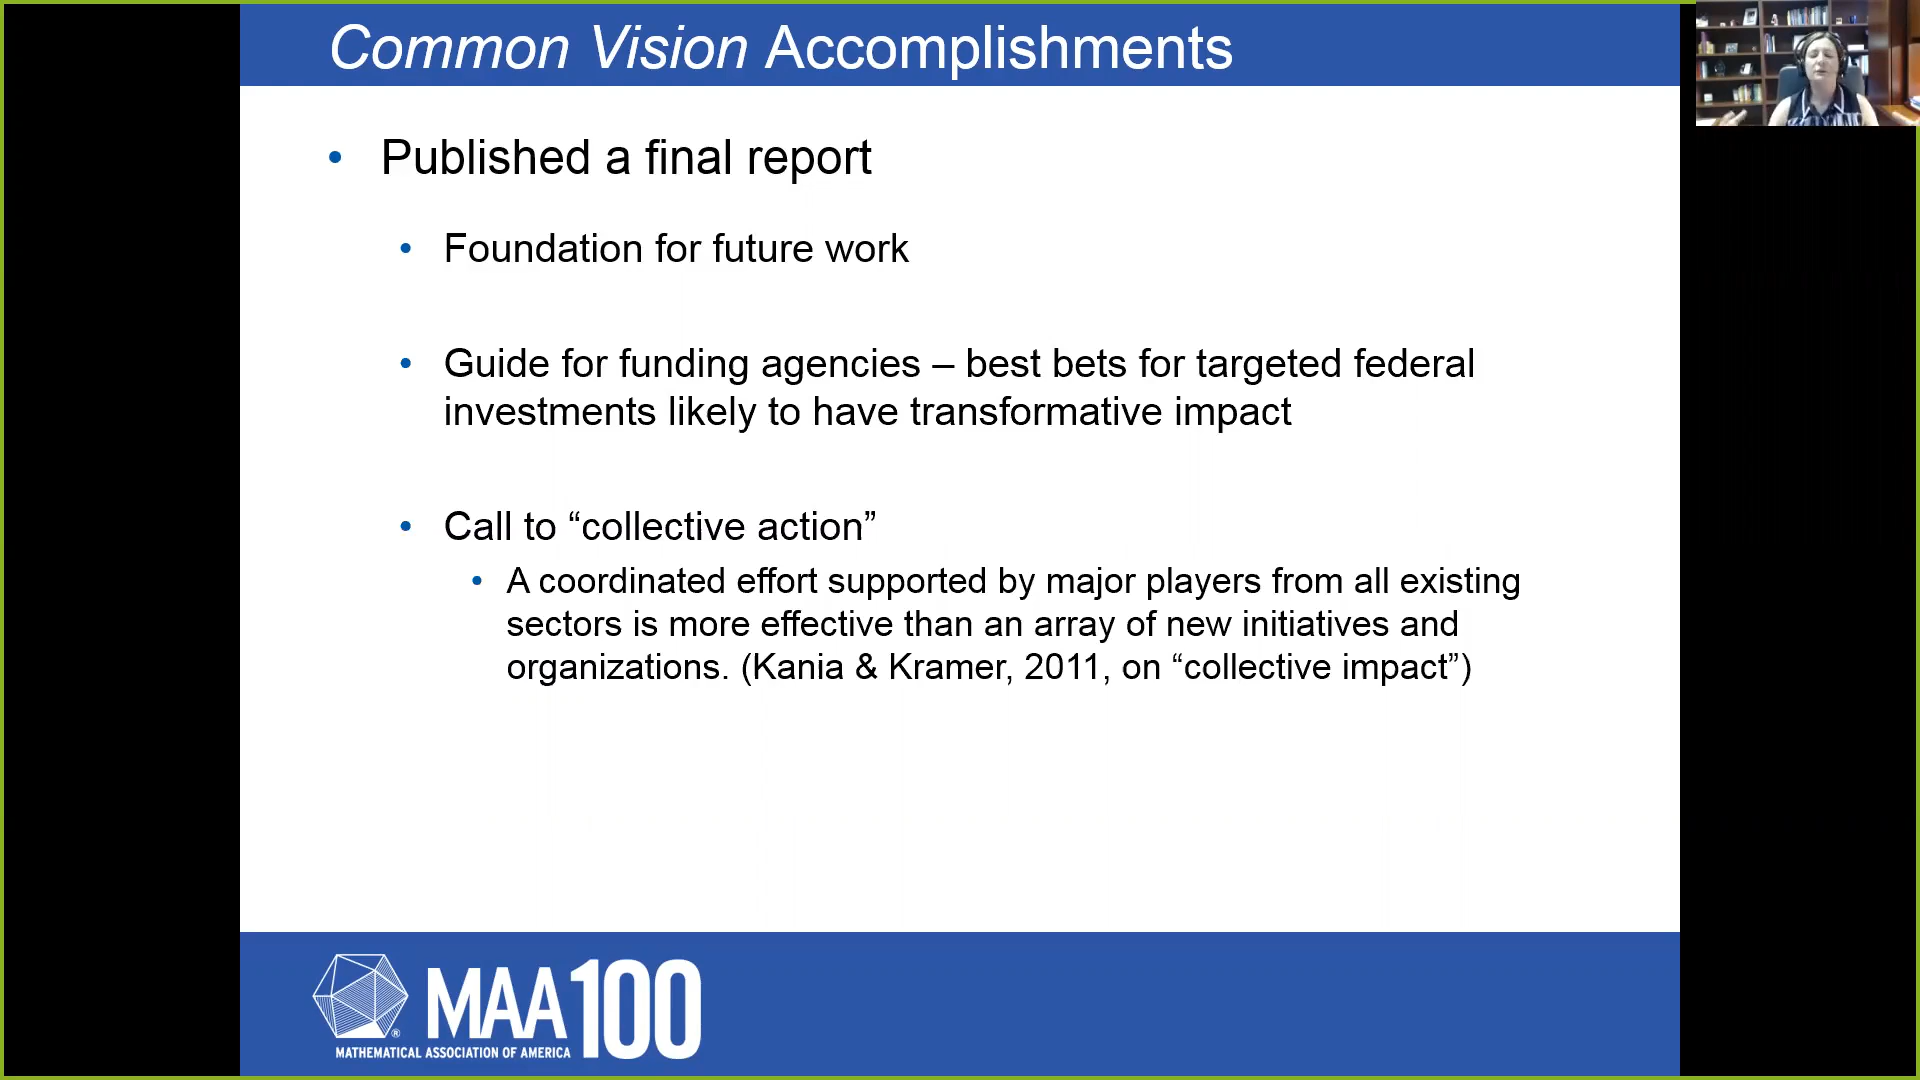 Common Vision Accomplishments
• Published a final report
• Foundation for future work
• Guide for funding agencies – best bets for targeted federal
investments likely to have transformative impact
• Call to “collective action”
• A coordinated effort supported by major players from all existing
sectors is more effective than an array of new initiatives and
organizations. (Kania & Kramer, 2011, on “collective impact”)
® MAA100
MATHEMATICAL ASSOCIATION OF AMERICA